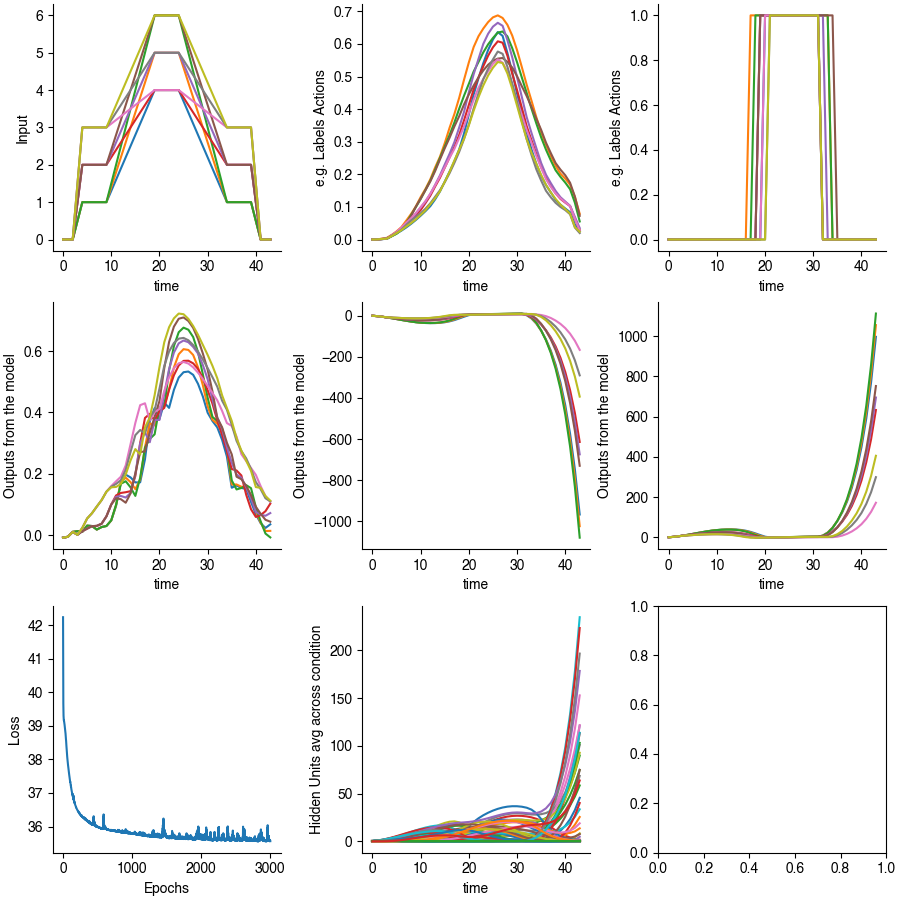 6
5
4
3
2
1
0
Input
0 10 20 30 40
time
0.7
0.6
0.5
0.4
0.3
0.2
0.1
0.0
e.g. Labels Actions
0 10 20 30 40
time
1.0
0.8
0.6
0.4
0.2
0.0
e.g. Labels Actions
0 10 20 30 40
time
0.6
0.4
0.2
0.0
Outputs from the model
0 10 20 30 40
time
0
−200
−400
−600
−800
−1000
Outputs from the model
0 10 20 30 40
time
1000
800
600
400
200
0
Outputs from the model
0 10 20 30 40
time
42
41
40
39
38
37
36
Loss
0 1000 2000 3000
Epochs
200
150
100
50
0
Hidden Units avg across condition
0 10 20 30 40
time
1.0
0.8
0.6
0.4
0.2
0.0
0.0 0.2 0.4 0.6 0.8 1.0